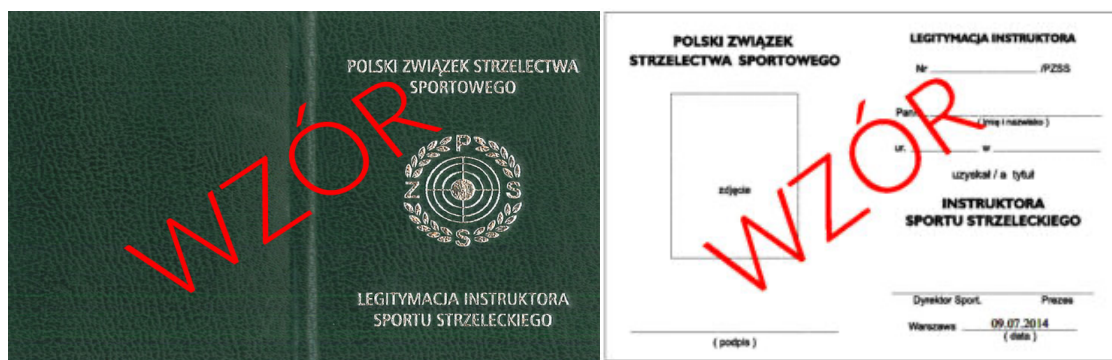 POLSKI ZWIĄZEK STRZELECTWA
SPORTOWEGO
P
Z S
S
LEGITYMACJA INSTRUKTORA
SPORTU STRZELECKIEGO
WZÓR
POLSKI ZWIĄZEK
STRZELECTWA SPORTOWEGO
zdjęcie
( podpis )
LEGITYMACJA INSTRUKTORA
Nr /PZSS
Pan
( imię i nazwisko )
ur. w
uzyskał / a tytuł
INSTRUKTORA
SPORTU STRZELECKIEGO
Dyrektor Sport. Prezes
Warszawa 09.07.2014
( data )
WZÓR